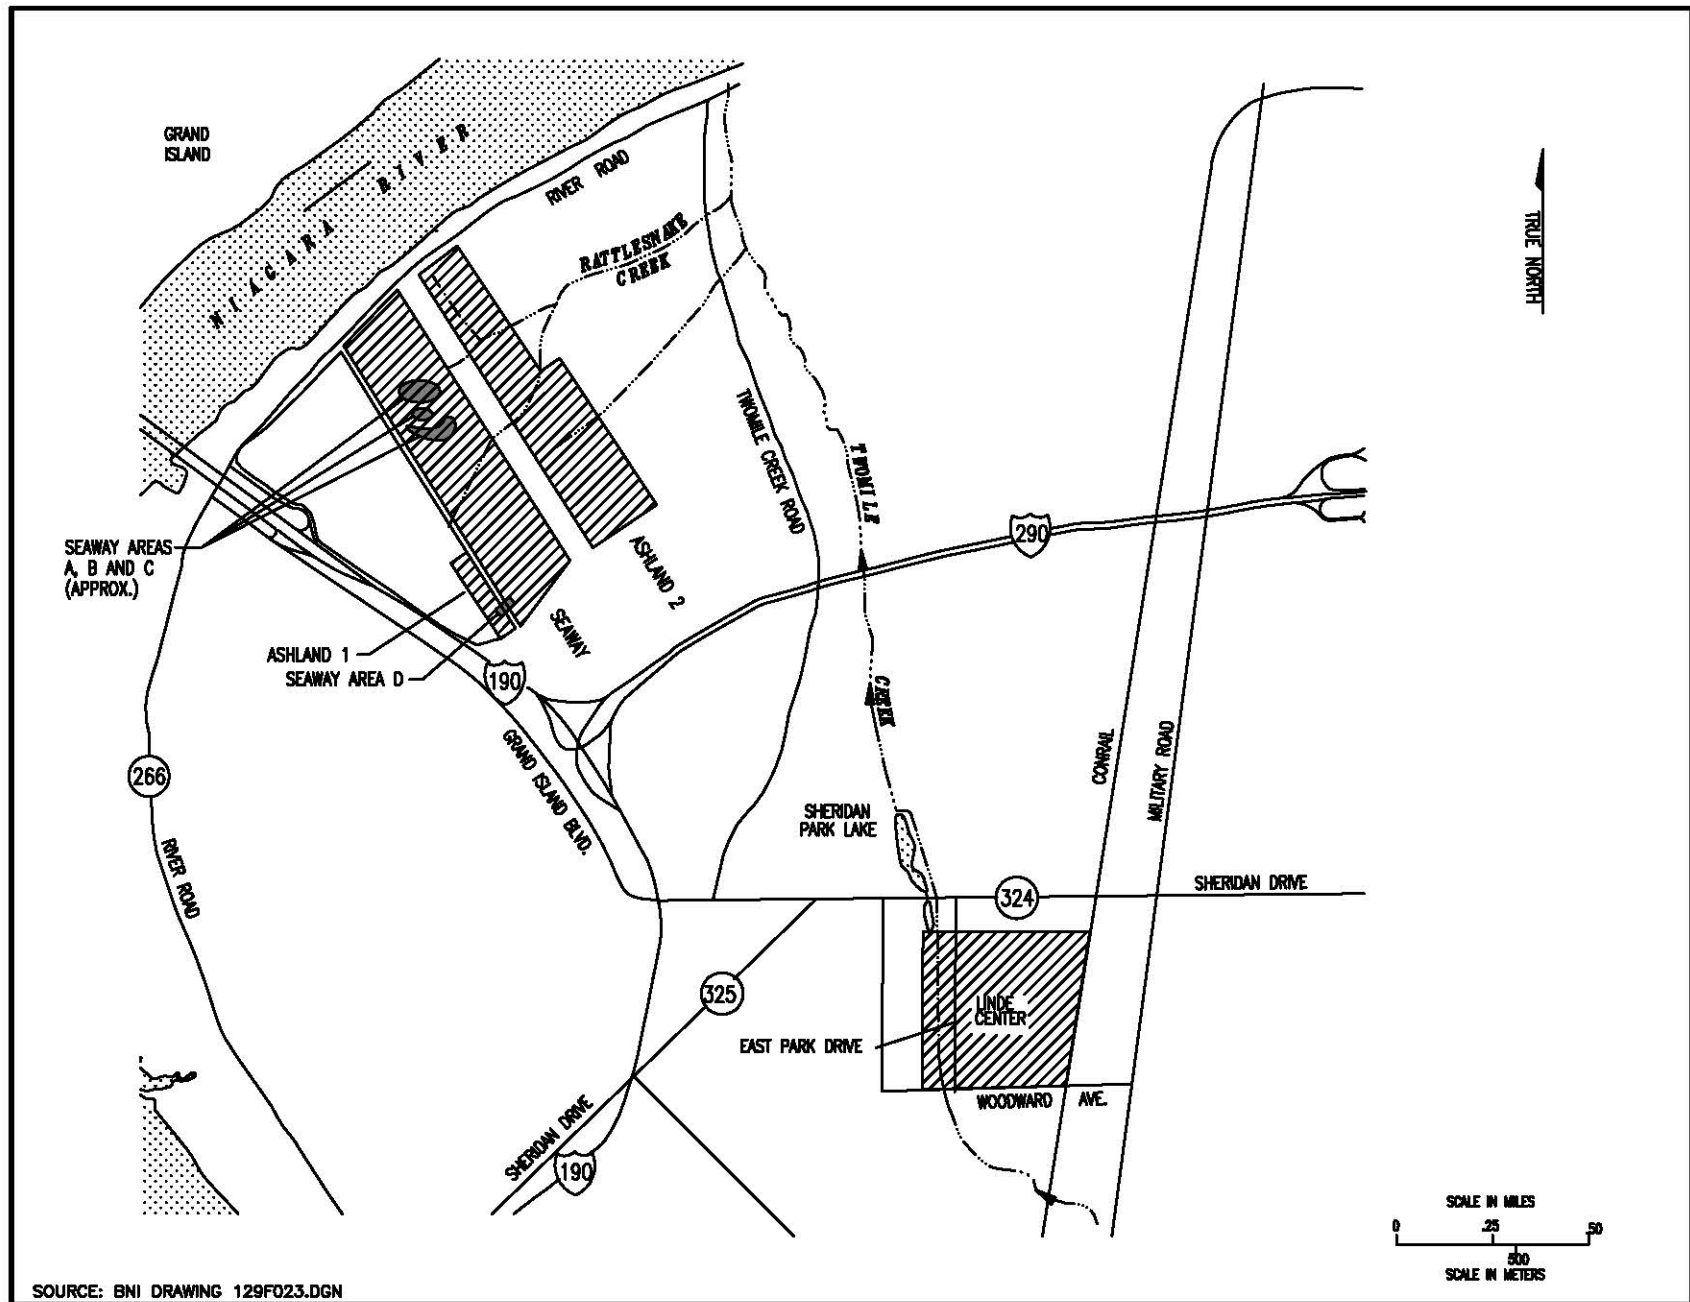 GRAND
ISLAND
NIAGARA RIVER
RIVER ROAD
RATTLESNAKE
CREEK
TRUE NORTH
TWOMILE CREEK ROAD
TWOMILE
CREEK
290
SEAWAY AREAS
A, B AND C
(APPROX.)
ASHLAND 2
SEAWAY
ASHLAND 1
SEAWAY AREA D
190
GRAND ISLAND BLVD.
CONRAIL
MILITARY ROAD
266
RIVER ROAD
SHERIDAN
PARK LAKE
SHERIDAN DRIVE
324
325
LINDE
CENTER
EAST PARK DRIVE
WOODWARD AVE.
SHERIDAN DRIVE
190
SCALE IN MILES
0 .25 .50
500
SCALE IN METERS
SOURCE: BNI DRAWING 129F023.DGN